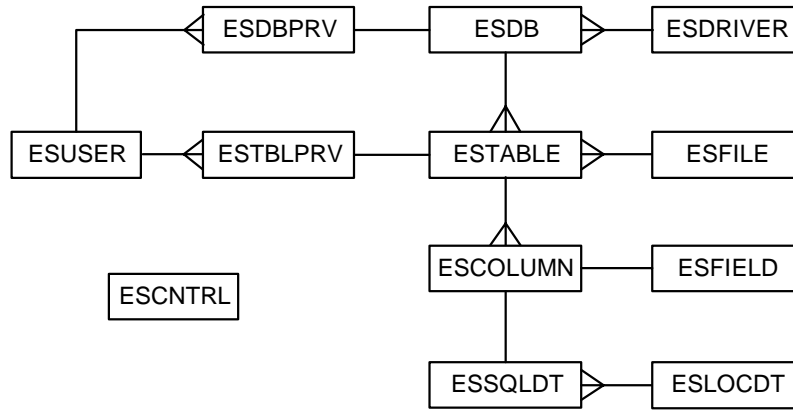 ESDBPRV
ESDB
ESDRIVER
ESUSER
ESTBLPRV
ESTABLE
ESFILE
ESCOLUMN
ESFIELD
ESCNTRL
ESSQLDT
ESLOCDT